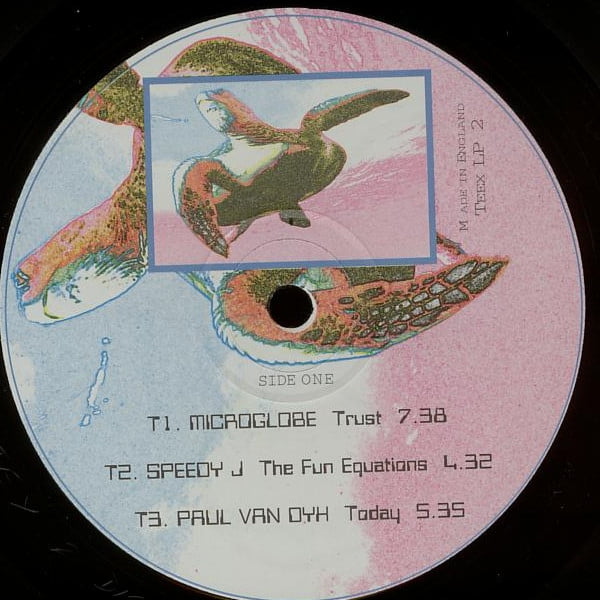 MADE IN ENGLAND
TEEX LP 2
SIDE ONE
T1. MICROGLOBE Trust 7.38
T2. SPEEDY J The Fun Equations 4.32
T3. PAUL VAN DYH Today 5.35